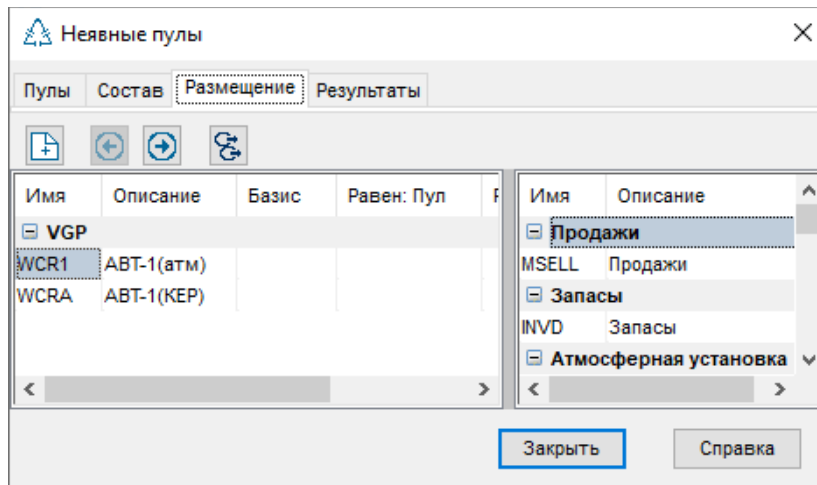 Неявные пулы
Пулы Состав Размещение Результаты
Имя Описание Базис Равен: Пул
VGP
WCR1 АВТ-1(атм)
WCRA АВТ-1(КЕР)
Имя Описание
Продажи
MSELL Продажи
Запасы
INVD Запасы
Атмосферная установка
Закрыть Справка